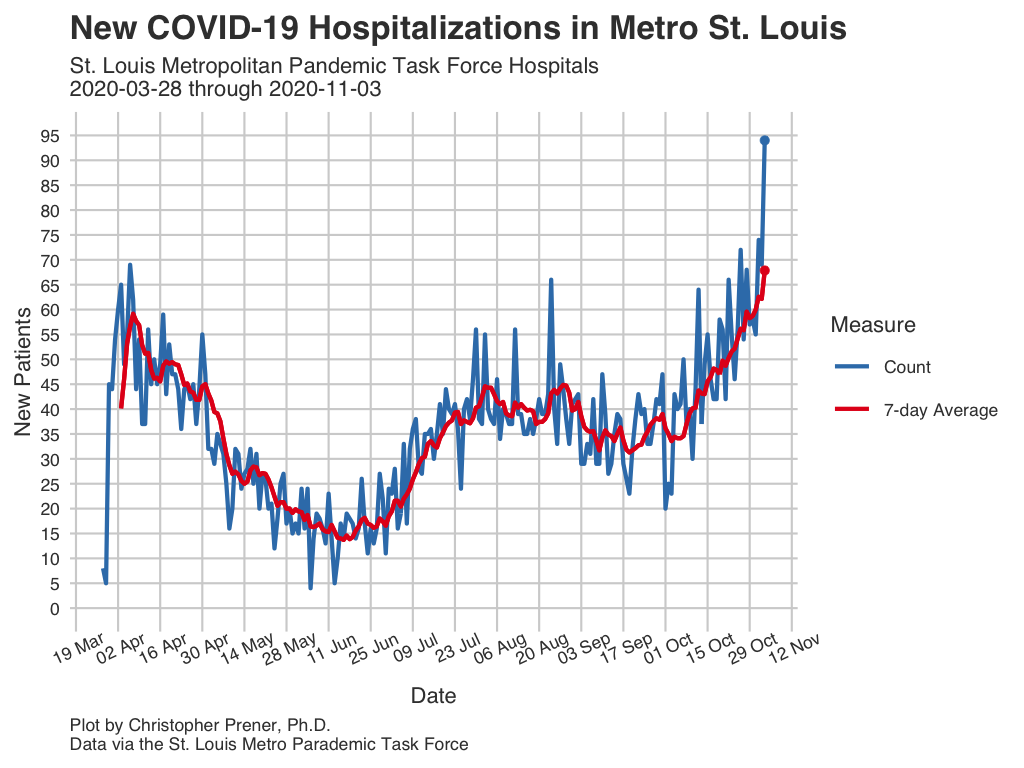 New COVID-19 Hospitalizations in Metro St. Louis
St. Louis Metropolitan Pandemic Task Force Hospitals
2020-03-28 through 2020-11-03
95
90
85
80
75
70
65
60
55
50
45
40
35
30
25
20
15
10
5
0
New Patients
19 Mar
02 Apr
16 Apr
30 Apr
14 May
28 May
11 Jun
25 Jun
09 Jul
23 Jul
06 Aug
20 Aug
03 Sep
17 Sep
01 Oct
15 Oct
29 Oct
12 Nov
Date
Measure
Count
7-day Average
Plot by Christopher Prener, Ph.D.
Data via the St. Louis Metro Parademic Task Force